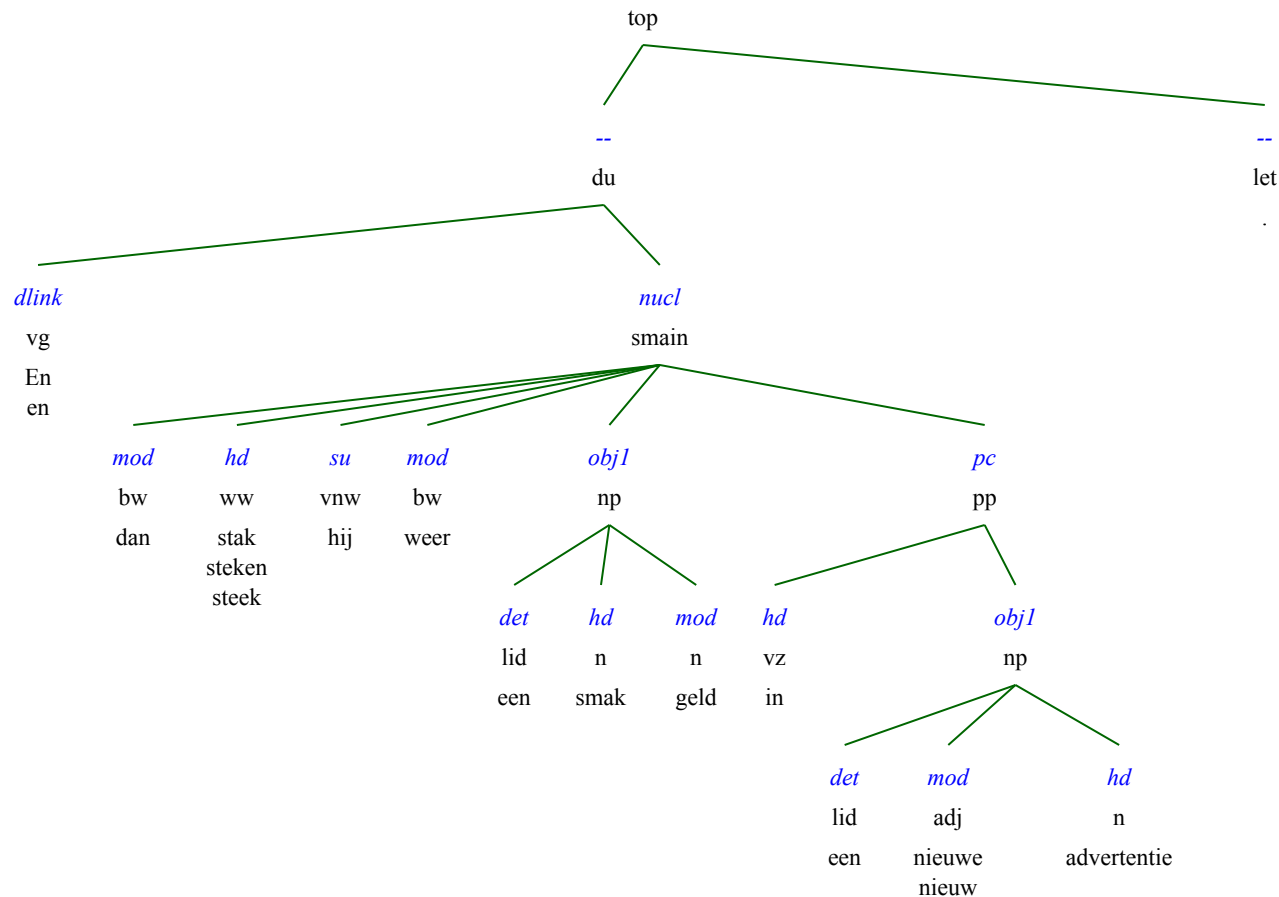 top
-- --
du let
.
dlink nucl
vg smain
En
en
mod hd su mod obj1 pc
bw ww vnw bw np pp
dan stak hij weer
steken
steek
det hd mod hd obj1
lid n n vz np
een smak geld in
det mod hd
lid adj n
een nieuwe advertentie
nieuw